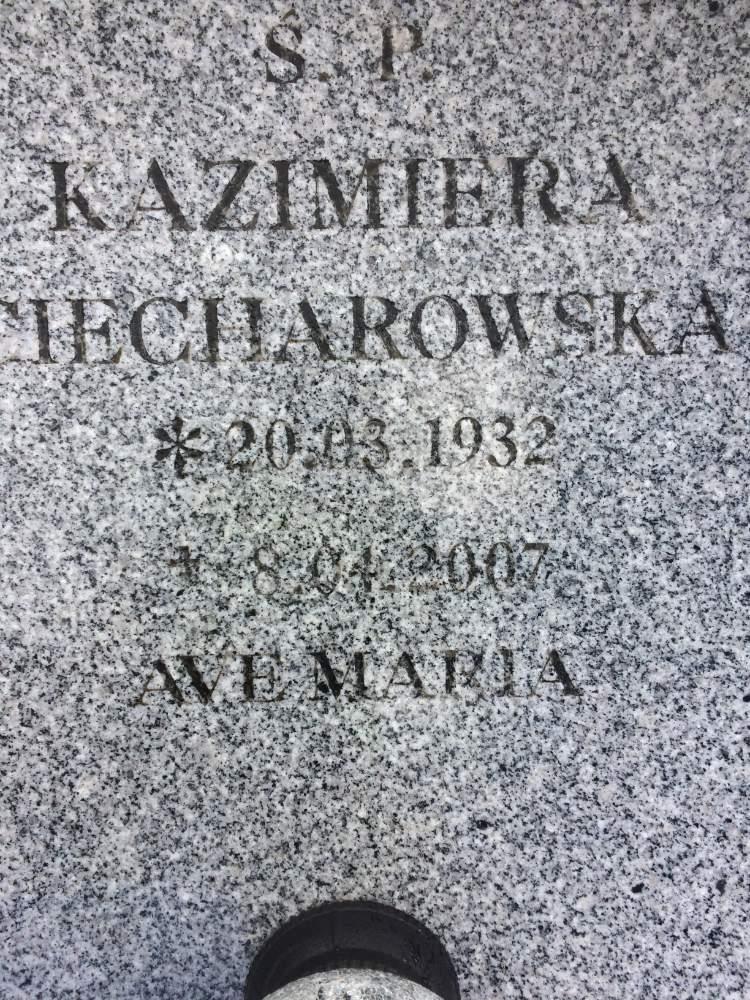 Ś. P.
KAZIMIERA
CIECHAROWSKA
* 20.03.1932
+ 8.04.2007
AVE MARIA